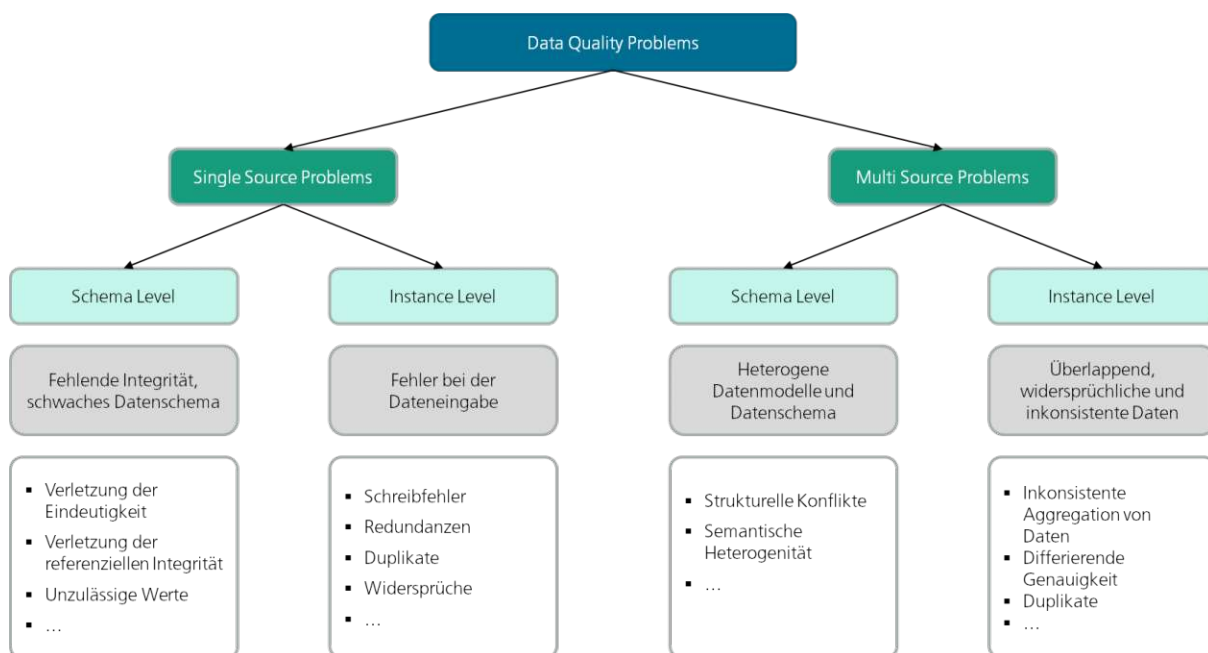 Data Quality Problems
Single Source Problems
Multi Source Problems
Schema Level
Instance Level
Schema Level
Instance Level
Fehlende Integrität,
schwaches Datenschema
Fehler bei der
Dateneingabe
Heterogene
Datenmodelle und
Datenschema
Überlappend,
widersprüchliche und
inkonsistente Daten
▪ Verletzung der
Eindeutigkeit
▪ Verletzung der
referenziellen Integrität
▪ Unzulässige Werte
▪ ...
▪ Schreibfehler
▪ Redundanzen
▪ Duplikate
▪ Widersprüche
▪ ...
▪ Strukturelle Konflikte
▪ Semantische
Heterogenität
▪ ...
▪ Inkonsistente
Aggregation von
Daten
▪ Differierende
Genauigkeit
▪ Duplikate
▪ ...